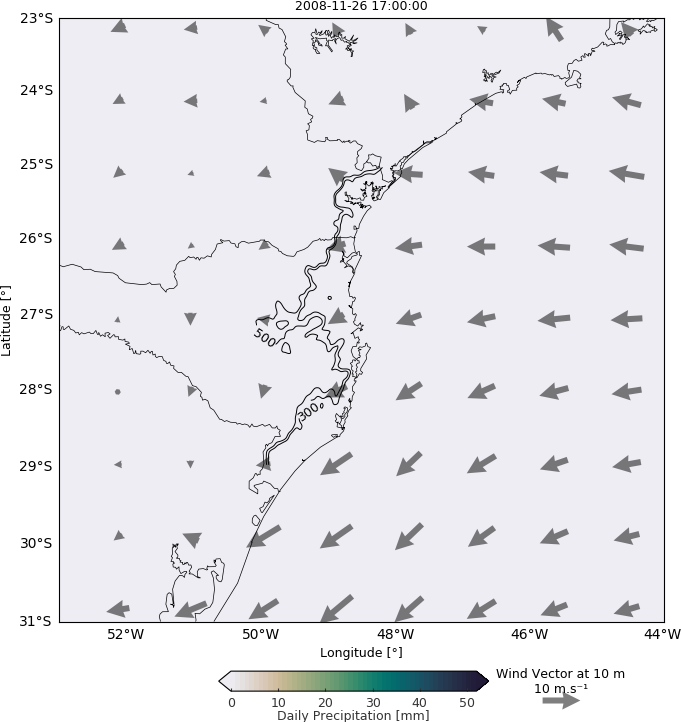 2008-11-26 17:00:00
23°S
24°S
25°S
26°S
27°S
28°S
29°S
30°S
31°S
Latitude [°]
500
300
52°W 50°W 48°W 46°W 44°W
Longitude [°]
0 10 20 30 40 50
Daily Precipitation [mm]
Wind Vector at 10 m
10 m.s⁻¹